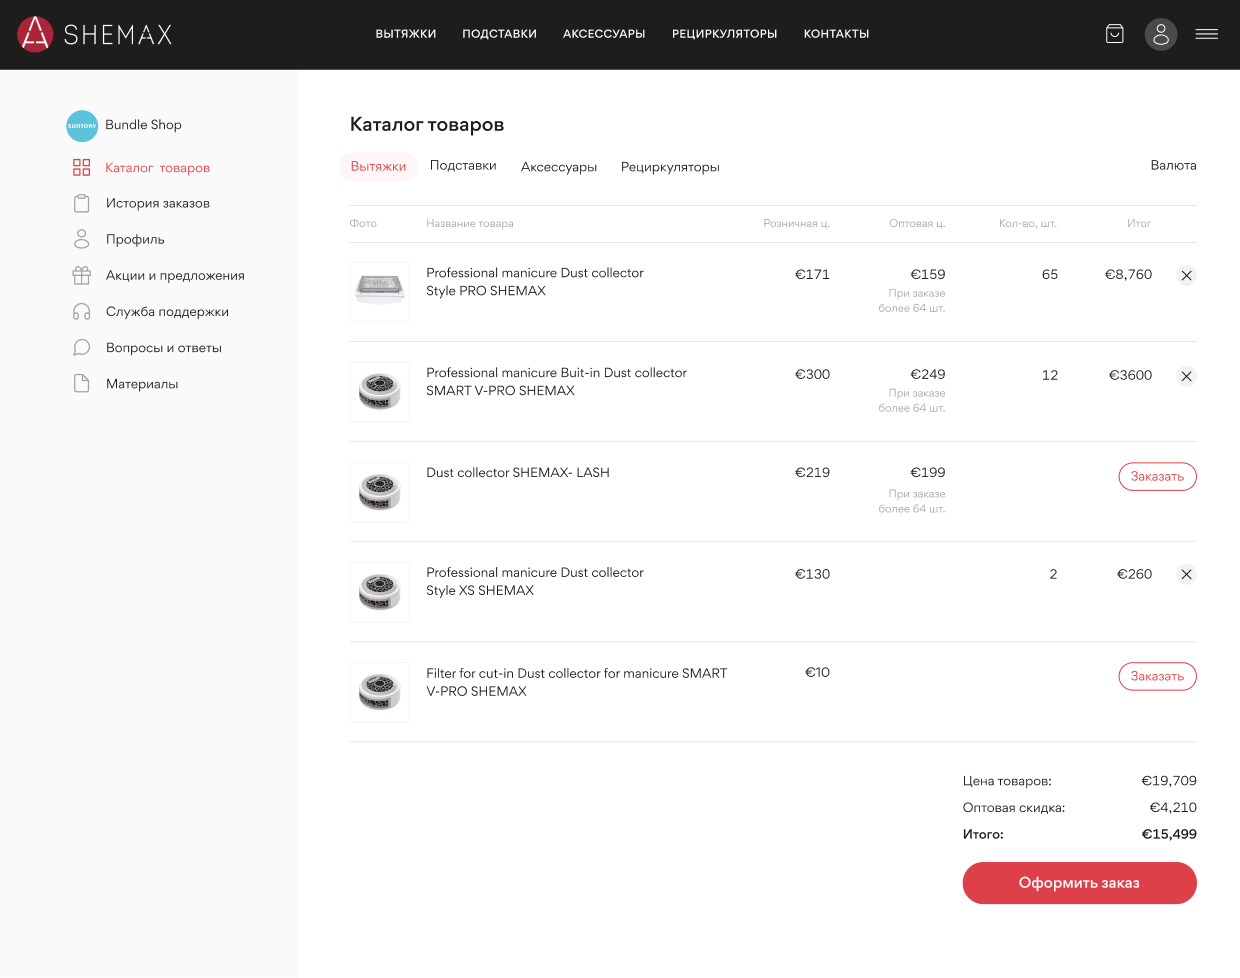 SHEMAX
ВЫТЯЖКИ ПОДСТАВКИ АКСЕССУАРЫ РЕЦИРКУЛЯТОРЫ КОНТАКТЫ
SUNTORY
Bundle Shop
Каталог товаров
История заказов
Профиль
Акции и предложения
Служба поддержки
Вопросы и ответы
Материалы
Каталог товаров
Вытяжки Подставки Аксессуары Рециркуляторы Валюта
Фото Название товара Розничная ц. Оптовая ц. Кол-во, шт. Итог
Professional manicure Dust collector €171 €159 65 €8,760
Style PRO SHEMAX
При заказе
более 64 шт.
Professional manicure Buit-in Dust collector €300 €249 12 €3600
SMART V-PRO SHEMAX
При заказе
более 64 шт.
Dust collector SHEMAX- LASH €219 €199 Заказать
При заказе
более 64 шт.
Professional manicure Dust collector €130 2 €260
Style XS SHEMAX
Filter for cut-in Dust collector for manicure SMART €10 Заказать
V-PRO SHEMAX
Цена товаров: €19,709
Оптовая скидка: €4,210
Итого: €15,499
Оформить заказ